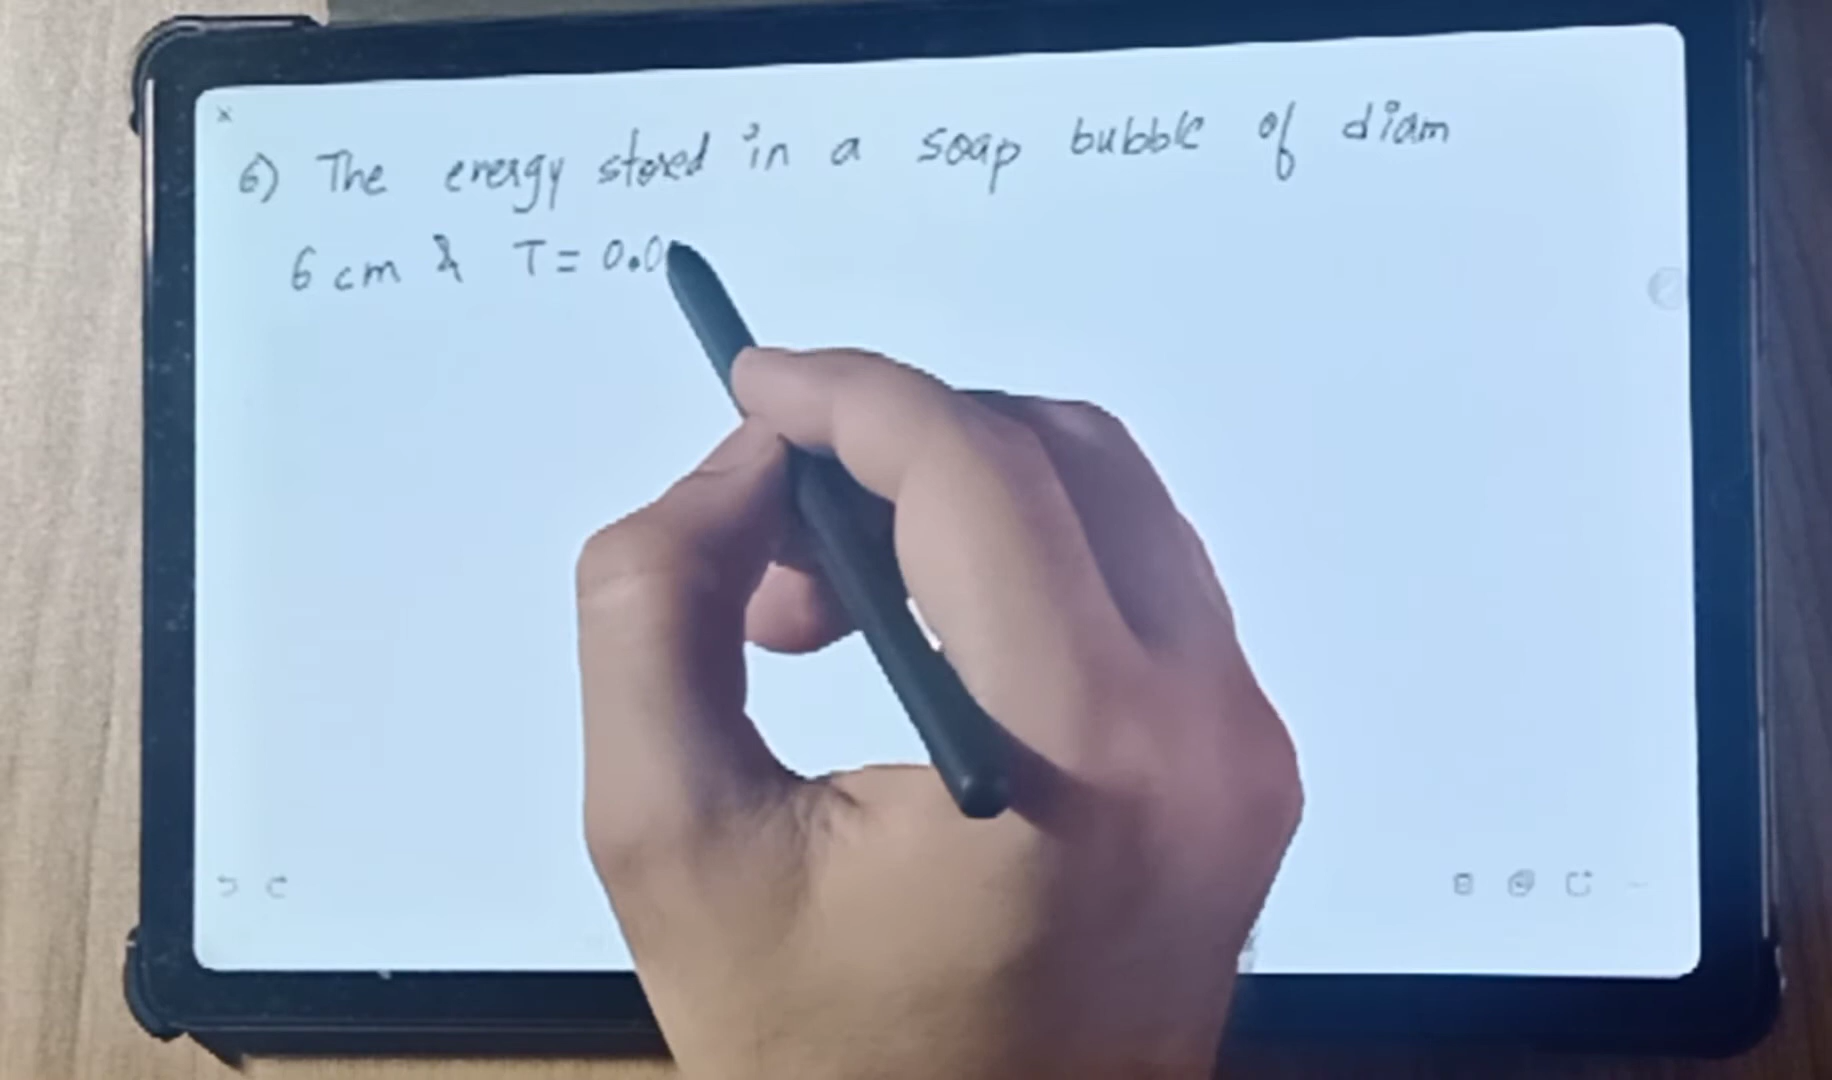 6) The energy stored in a soap bubble of diam
6 cm & T = 0.0